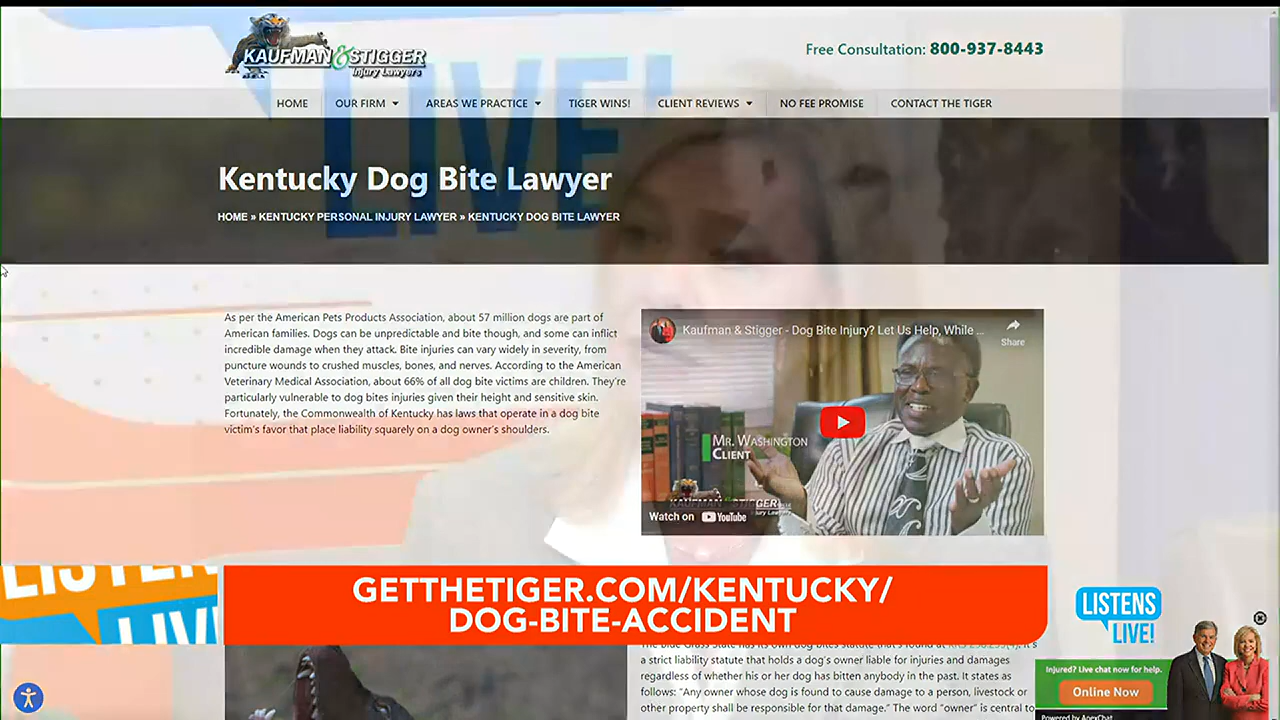 KAUFMAN & STIGGER
Injury Lawyers
Free Consultation: 800-937-8443
LIVE!
HOME OUR FIRM AREAS WE PRACTICE TIGER WINS! CLIENT REVIEWS NO FEE PROMISE CONTACT THE TIGER
Kentucky Dog Bite Lawyer
HOME » KENTUCKY PERSONAL INJURY LAWYER » KENTUCKY DOG BITE LAWYER
As per the American Pets Products Association, about 57 million dogs are part of
American families. Dogs can be unpredictable and bite though, and some can inflict
incredible damage when they attack. Bite injuries can vary widely in severity, from
puncture wounds to crushed muscles, bones, and nerves. According to the American
Veterinary Medical Association, about 66% of all dog bite victims are children. They're
particularly vulnerable to dog bites injuries given their height and sensitive skin.
Fortunately, the Commonwealth of Kentucky has laws that operate in a dog bite
victim's favor that place liability squarely on a dog owner's shoulders.
Kaufman & Stigger - Dog Bite Injury? Let Us Help, While ...
Share
MR. WASHINGTON
CLIENT
KAUFMAN & STIGGER
Injury Lawyers
Watch on YouTube
LISTENS
LIVE
GETTHETIGER.COM/KENTUCKY/
DOG-BITE-ACCIDENT
LISTENS
LIVE!
a strict liability statute that holds a dog's owner liable for injuries and damages
regardless of whether his or her dog has bitten anybody in the past. It states as
follows: "Any owner whose dog is found to cause damage to a person, livestock or
other property shall be responsible for that damage." The word "owner" is central to
Injured? Live chat now for help.
Online Now
Powered by ApexChat